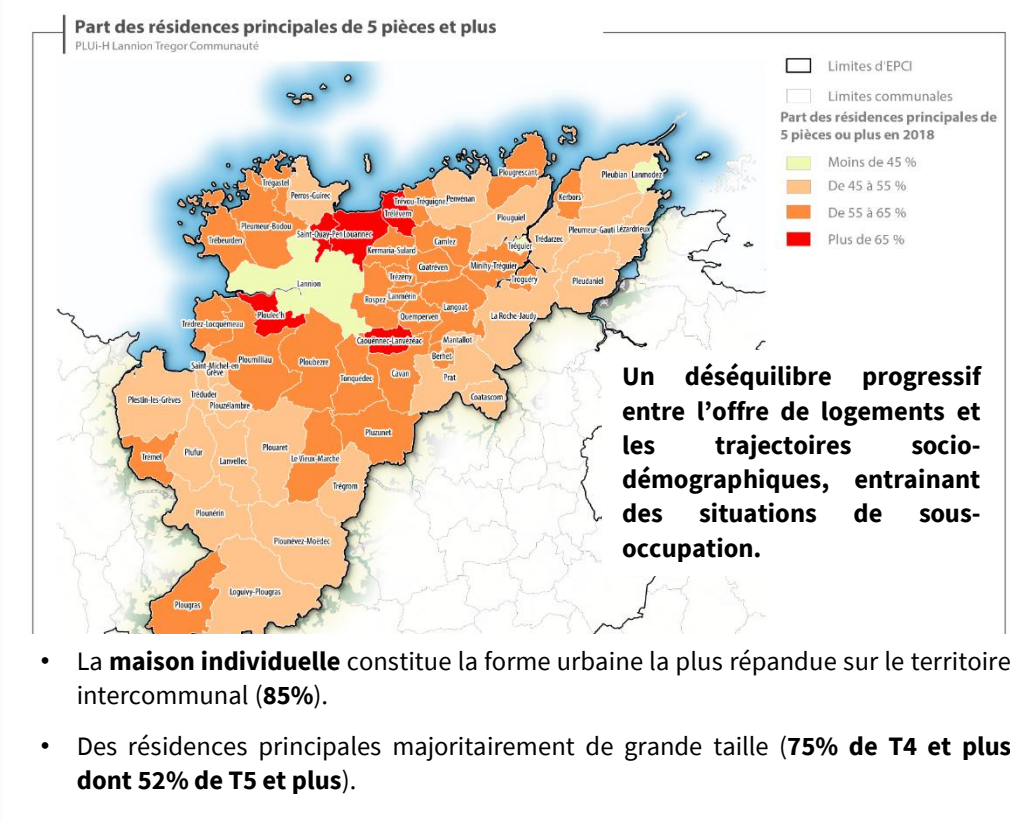 Part des résidences principales de 5 pièces et plus
PLUi-H Lannion Tregor Communauté
Limites d'EPCI
Limites communales
Part des résidences principales de
5 pièces ou plus en 2018
Moins de 45 %
De 45 à 55 %
De 55 à 65 %
Plus de 65 %
Trégastel
Perros-Guirec
Pleumeur-Bodou
Trébeurden
Saint-Quay-Per
Louannec
Trévou-Tréguigne
Trélévern
Penvénan
Plougrescant
Plouguiel
Pleubian
Lanmodez
Kerbors
Pleumeur-Gauti
Lézardrieux
Trédarzec
Tréguier
Kermaria-Sulard
Camlez
Coatréven
Minihy-Tréguier
Troguéry
Pleudaniel
Lannion
Trézény
Rospez
Lanmérin
Langoat
Quemperven
La Roche-Jaudy
Ploulec'h
Trédrez-Locquémeau
Caouënnec-Lanvézéac
Mantallot
Berhet
Saint-Michel-en
Grève
Ploumilliau
Ploubezre
Tonquédec
Cavan
Prat
Coatascorn
Plestin-les-Grèves
Tréduder
Plouzélambre
Pluzunet
Trémel
Plufur
Lanvellec
Plouaret
Le Vieux-Marché
Trégrom
Plounérin
Plounévez-Moëdec
Loguivy-Plougras
Plougras
Un déséquilibre progressif
entre l’offre de logements et
les trajectoires socio-
démographiques, entrainant
des situations de sous-
occupation.
• La maison individuelle constitue la forme urbaine la plus répandue sur le territoire
intercommunal (85%).
• Des résidences principales majoritairement de grande taille (75% de T4 et plus
dont 52% de T5 et plus).